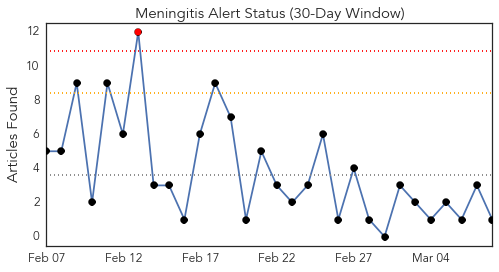 Meningitis Alert Status (30-Day Window)
12
10
8
6
4
2
0
Articles Found
Feb 07
Feb 12
Feb 17
Feb 22
Feb 27
Mar 04